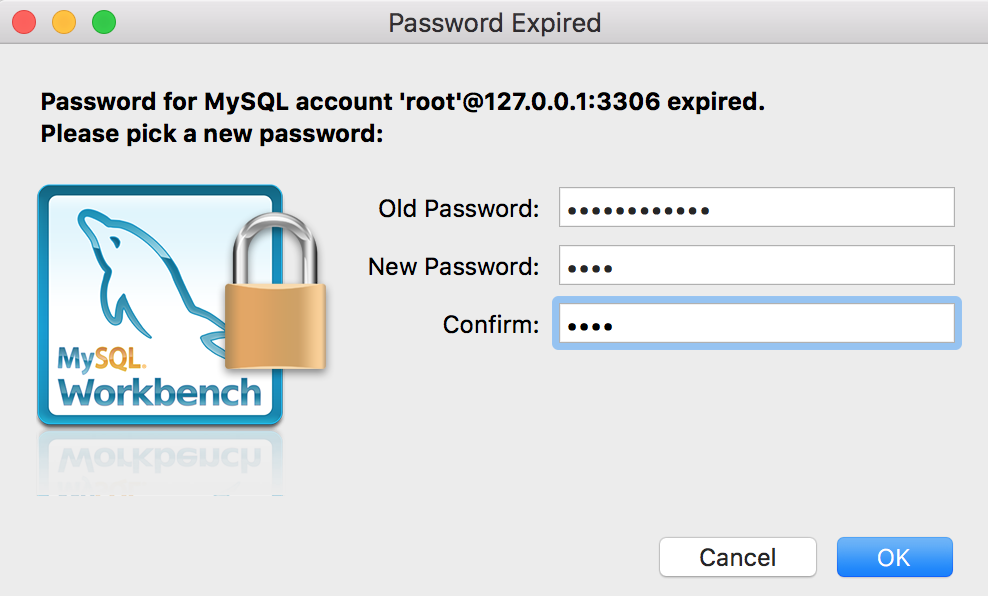 Password Expired
Password for MySQL account 'root'@127.0.0.1:3306 expired.
Please pick a new password:
Old Password: ••••••••••••
New Password: ••••
Confirm: ••••
MySQL.
Workbench
Cancel OK